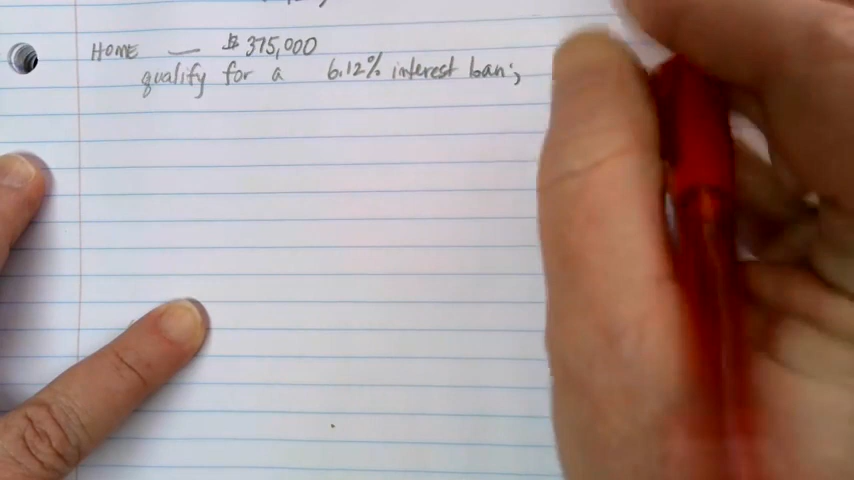 HOME — $ 375,000
qualify for a 6.12% interest loan;